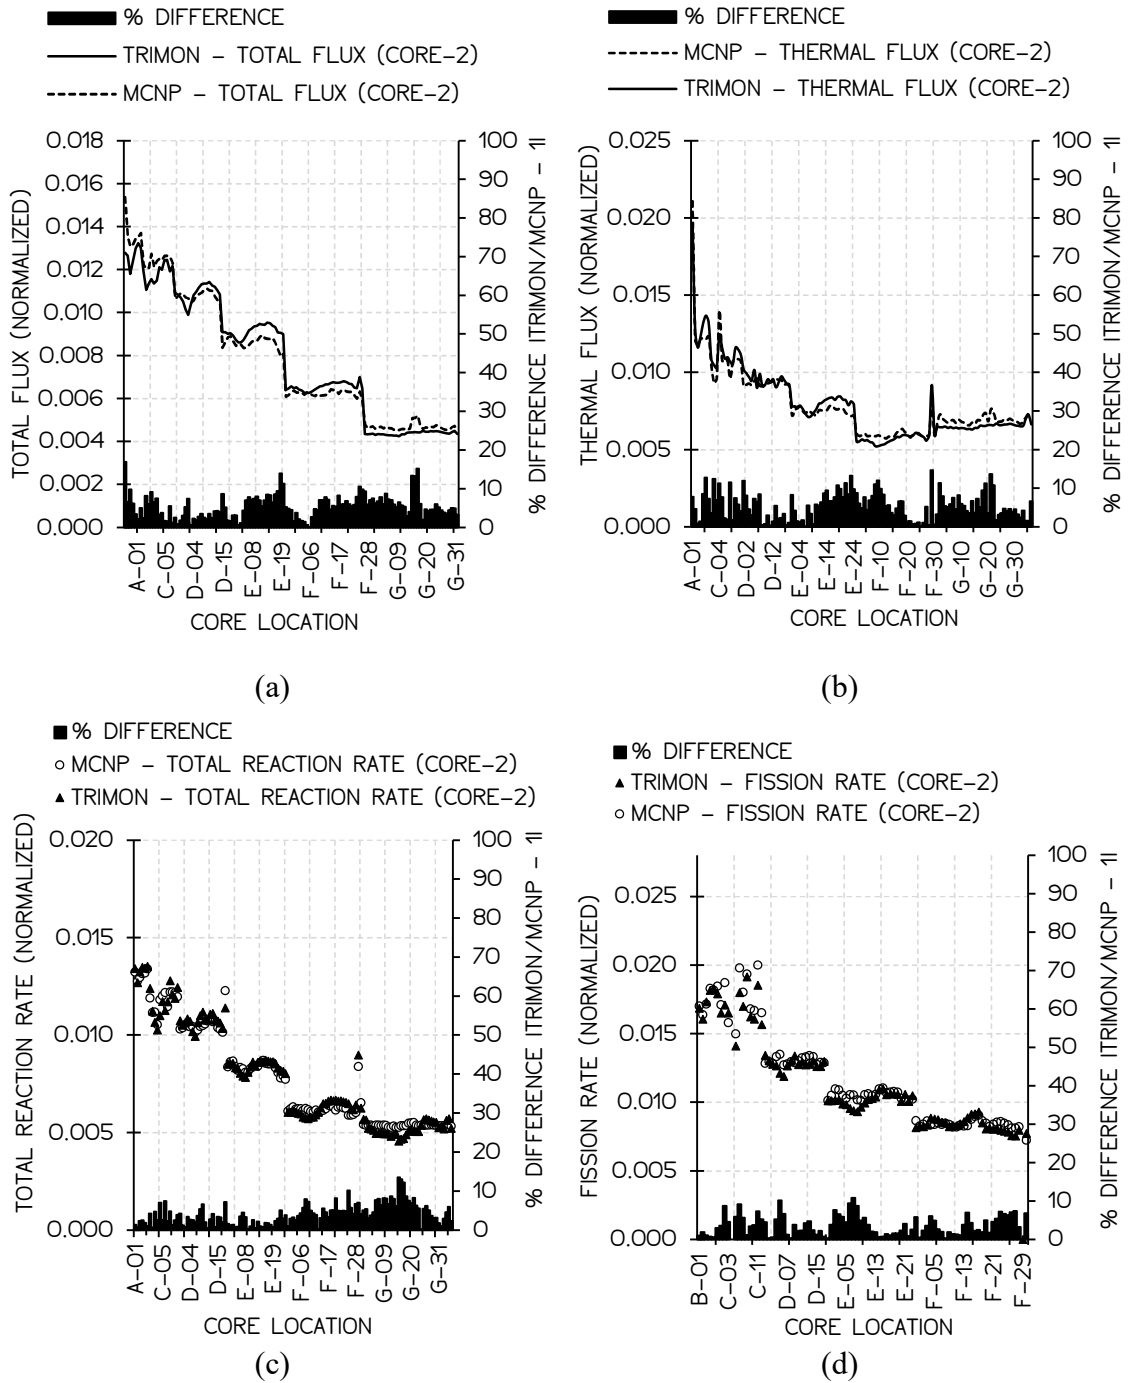 % DIFFERENCE
TRIMON – TOTAL FLUX (CORE–2)
MCNP – TOTAL FLUX (CORE–2)
TOTAL FLUX (NORMALIZED)
0.018
0.016
0.014
0.012
0.010
0.008
0.006
0.004
0.002
0.000
100
90
80
70
60
50
40
30
20
10
0
% DIFFERENCE |TRIMON/MCNP – 1|
A–01
C–05
D–04
D–15
E–08
E–19
F–06
F–17
F–28
G–09
G–20
G–31
CORE LOCATION
(a)
% DIFFERENCE
MCNP – THERMAL FLUX (CORE–2)
TRIMON – THERMAL FLUX (CORE–2)
THERMAL FLUX (NORMALIZED)
0.025
0.020
0.015
0.010
0.005
0.000
100
90
80
70
60
50
40
30
20
10
0
% DIFFERENCE |TRIMON/MCNP – 1|
A–01
C–04
D–02
D–12
E–04
E–14
E–24
F–10
F–20
F–30
G–10
G–20
G–30
CORE LOCATION
(b)
% DIFFERENCE
MCNP – TOTAL REACTION RATE (CORE–2)
TRIMON – TOTAL REACTION RATE (CORE–2)
TOTAL REACTION RATE (NORMALIZED)
0.020
0.015
0.010
0.005
0.000
100
90
80
70
60
50
40
30
20
10
0
% DIFFERENCE |TRIMON/MCNP – 1|
A–01
C–05
D–04
D–15
E–08
E–19
F–06
F–17
F–28
G–09
G–20
G–31
CORE LOCATION
(c)
% DIFFERENCE
TRIMON – FISSION RATE (CORE–2)
MCNP – FISSION RATE (CORE–2)
FISSION RATE (NORMALIZED)
0.025
0.020
0.015
0.010
0.005
0.000
100
90
80
70
60
50
40
30
20
10
0
% DIFFERENCE |TRIMON/MCNP – 1|
B–01
C–03
C–11
D–07
D–15
E–05
E–13
E–21
F–05
F–13
F–21
F–29
CORE LOCATION
(d)